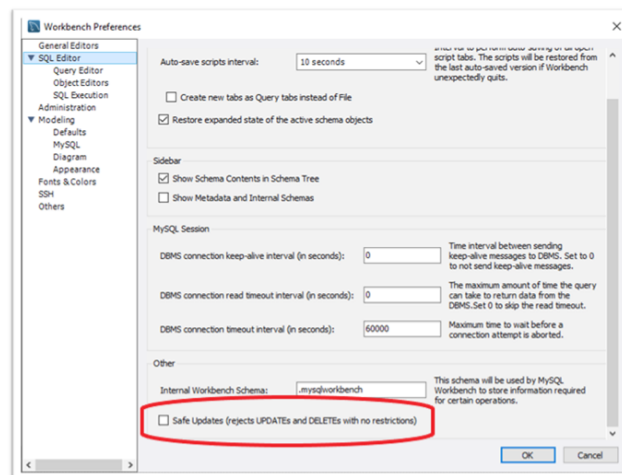 Workbench Preferences
General Editors
SQL Editor
Query Editor
Object Editors
SQL Execution
Administration
Modeling
Defaults
MySQL
Diagram
Appearance
Fonts & Colors
SSH
Others
Auto-save scripts interval:
10 seconds
interval to perform auto-saving of all open
script tabs. The scripts will be restored from
the last auto-saved version if Workbench
unexpectedly quits.
Create new tabs as Query tabs instead of File
Restore expanded state of the active schema objects
Sidebar
Show Schema Contents in Schema Tree
Show Metadata and Internal Schemas
MySQL Session
DBMS connection keep-alive interval (in seconds):
0
Time interval between sending
keep-alive messages to DBMS. Set to 0
to not send keep-alive messages.
DBMS connection read timeout interval (in seconds):
0
The maximum amount of time the query
can take to return data from the
DBMS.Set 0 to skip the read timeout.
DBMS connection timeout interval (in seconds):
60000
Maximum time to wait before a
connection attempt is aborted.
Other
Internal Workbench Schema:
.mysqlworkbench
This schema will be used by MySQL
Workbench to store information required
for certain operations.
Safe Updates (rejects UPDATEs and DELETEs with no restrictions)
OK
Cancel